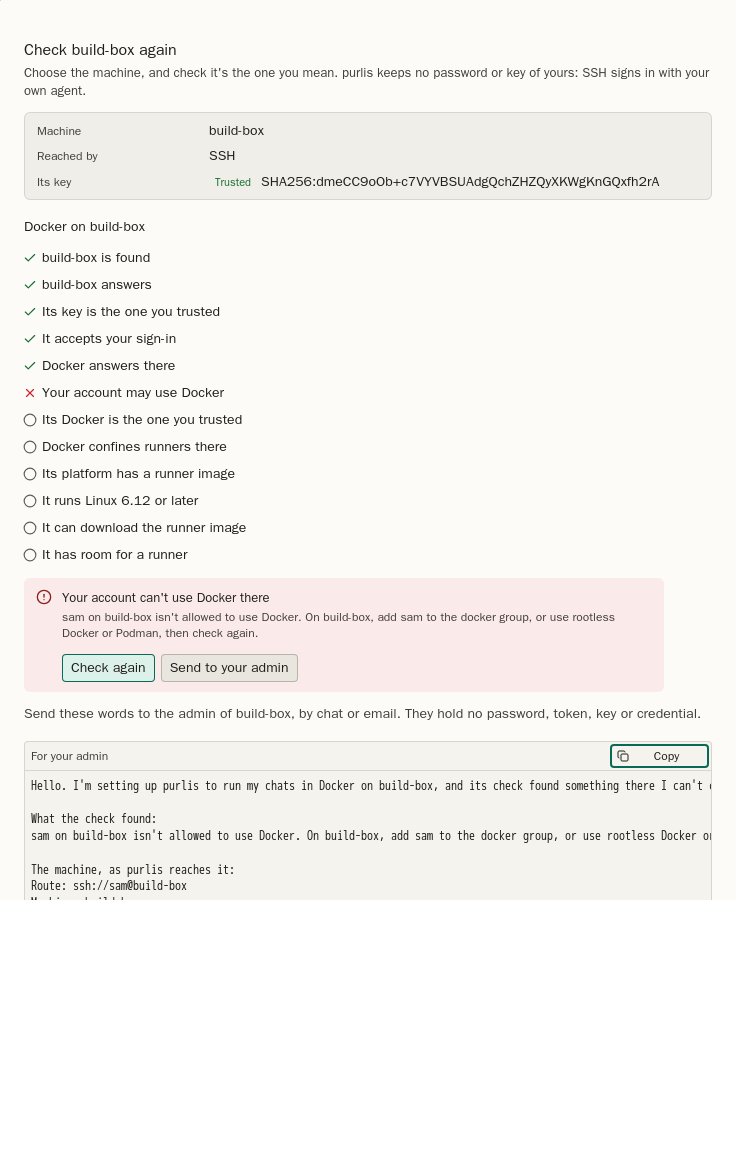 Check build-box again
Choose the machine, and check it's the one you mean. purlis keeps no password or key of yours: SSH signs in with your
own agent.
Machine build-box
Reached by SSH
Its key Trusted SHA256:dmeCC9oOb+c7VYVBSUAdgQchZHZQyXKWgKnGQxfh2rA
Docker on build-box
build-box is found
build-box answers
Its key is the one you trusted
It accepts your sign-in
Docker answers there
Your account may use Docker
Its Docker is the one you trusted
Docker confines runners there
Its platform has a runner image
It runs Linux 6.12 or later
It can download the runner image
It has room for a runner
Your account can't use Docker there
sam on build-box isn't allowed to use Docker. On build-box, add sam to the docker group, or use rootless
Docker or Podman, then check again.
Check again Send to your admin
Send these words to the admin of build-box, by chat or email. They hold no password, token, key or credential.
For your admin Copy
Hello. I'm setting up purlis to run my chats in Docker on build-box, and its check found something there I can't
What the check found:
sam on build-box isn't allowed to use Docker. On build-box, add sam to the docker group, or use rootless Docker
The machine, as purlis reaches it:
Route: ssh://sam@build-box